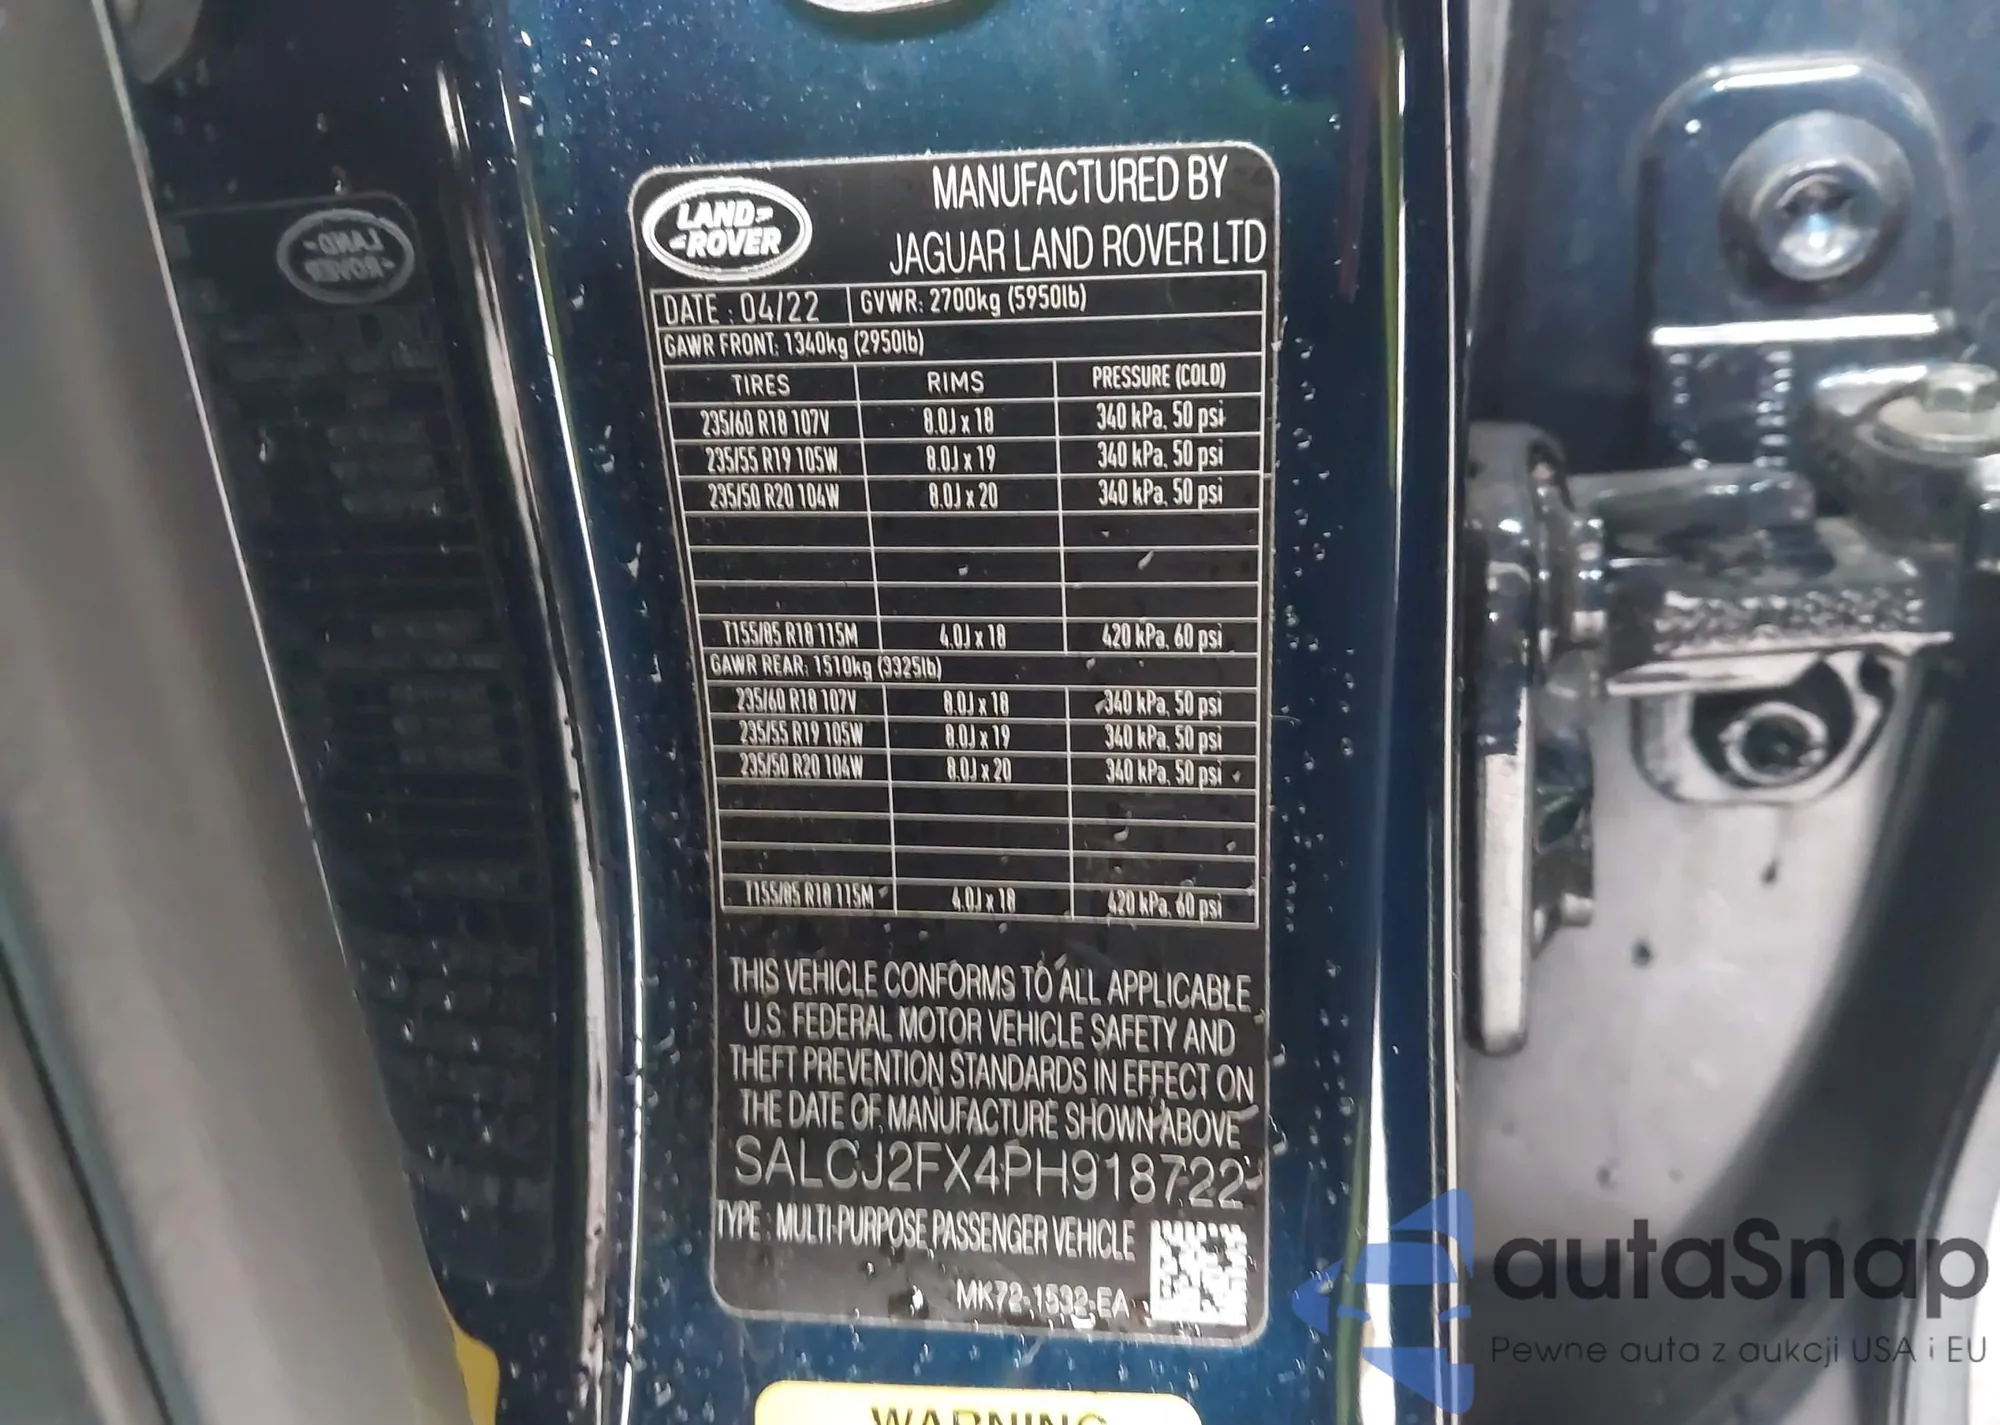 LAND-
-ROVER
MANUFACTURED BY
JAGUAR LAND ROVER LTD
DATE : 04/22 GVWR: 2700kg (5950lb)
GAWR FRONT: 1340kg (2950lb)
TIRES RIMS PRESSURE (COLD)
235/60 R18 107V 8.0J x 18 340 kPa, 50 psi
235/55 R19 105W 8.0J x 19 340 kPa, 50 psi
235/50 R20 104W 8.0J x 20 340 kPa, 50 psi
T155/85 R18 115M 4.0J x 18 420 kPa, 60 psi
GAWR REAR: 1510kg (3325lb)
235/60 R18 107V 8.0J x 18 340 kPa, 50 psi
235/55 R19 105W 8.0J x 19 340 kPa, 50 psi
235/50 R20 104W 8.0J x 20 340 kPa, 50 psi
T155/85 R18 115M 4.0J x 18 420 kPa, 60 psi
THIS VEHICLE CONFORMS TO ALL APPLICABLE
U.S. FEDERAL MOTOR VEHICLE SAFETY AND
THEFT PREVENTION STANDARDS IN EFFECT ON
THE DATE OF MANUFACTURE SHOWN ABOVE
SALCJ2FX4PH918722
TYPE : MULTI-PURPOSE PASSENGER VEHICLE
MK72-1532-EA
WARNING
autaSnap
Pewne auta z aukcji USA i EU